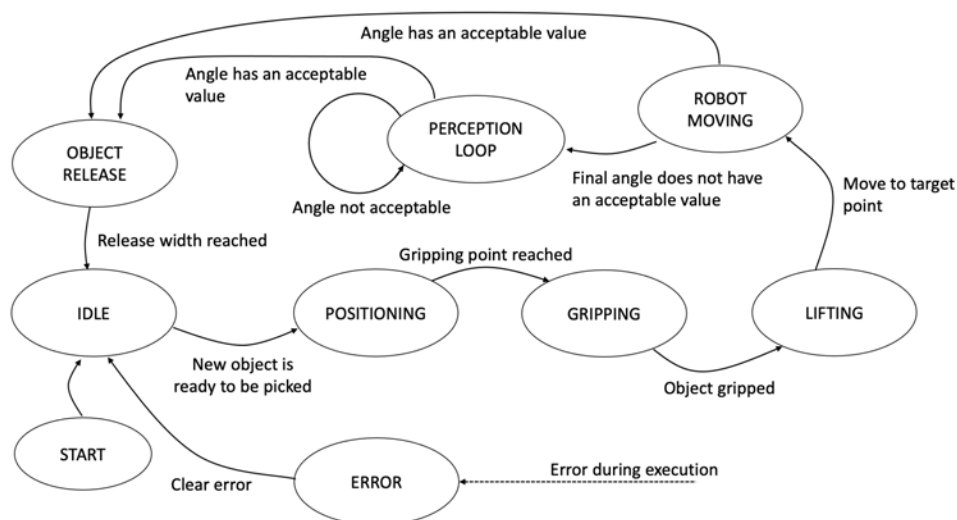 Angle has an acceptable value
Angle has an acceptable
value
ROBOT
MOVING
PERCEPTION
LOOP
OBJECT
RELEASE
Final angle does not have
an acceptable value
Move to target
point
Angle not acceptable
Release width reached
Gripping point reached
IDLE
POSITIONING
GRIPPING
LIFTING
New object is
ready to be picked
Object gripped
START
Clear error
ERROR
Error during execution